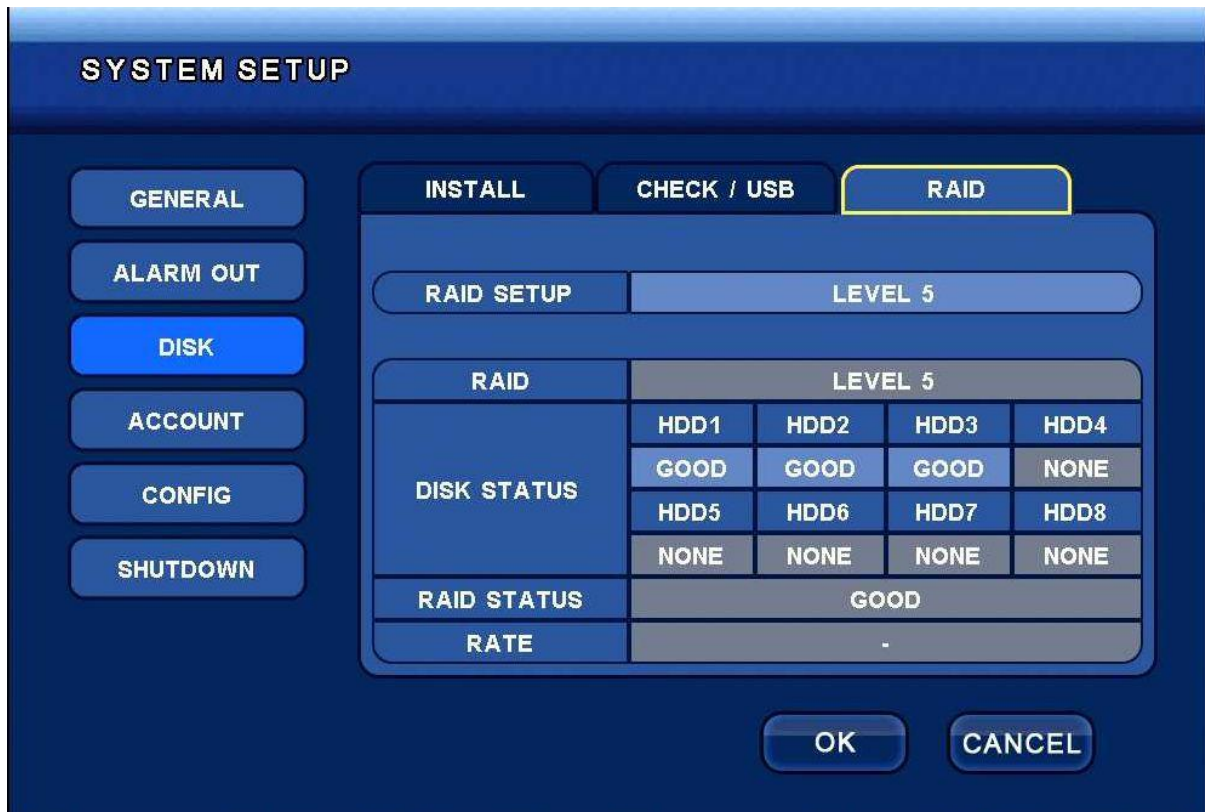 SYSTEM SETUP
GENERAL
ALARM OUT
DISK
ACCOUNT
CONFIG
SHUTDOWN
INSTALL CHECK / USB RAID
RAID SETUP LEVEL 5
RAID LEVEL 5
DISK STATUS
HDD1 HDD2 HDD3 HDD4
GOOD GOOD GOOD NONE
HDD5 HDD6 HDD7 HDD8
NONE NONE NONE NONE
RAID STATUS GOOD
RATE -
OK CANCEL